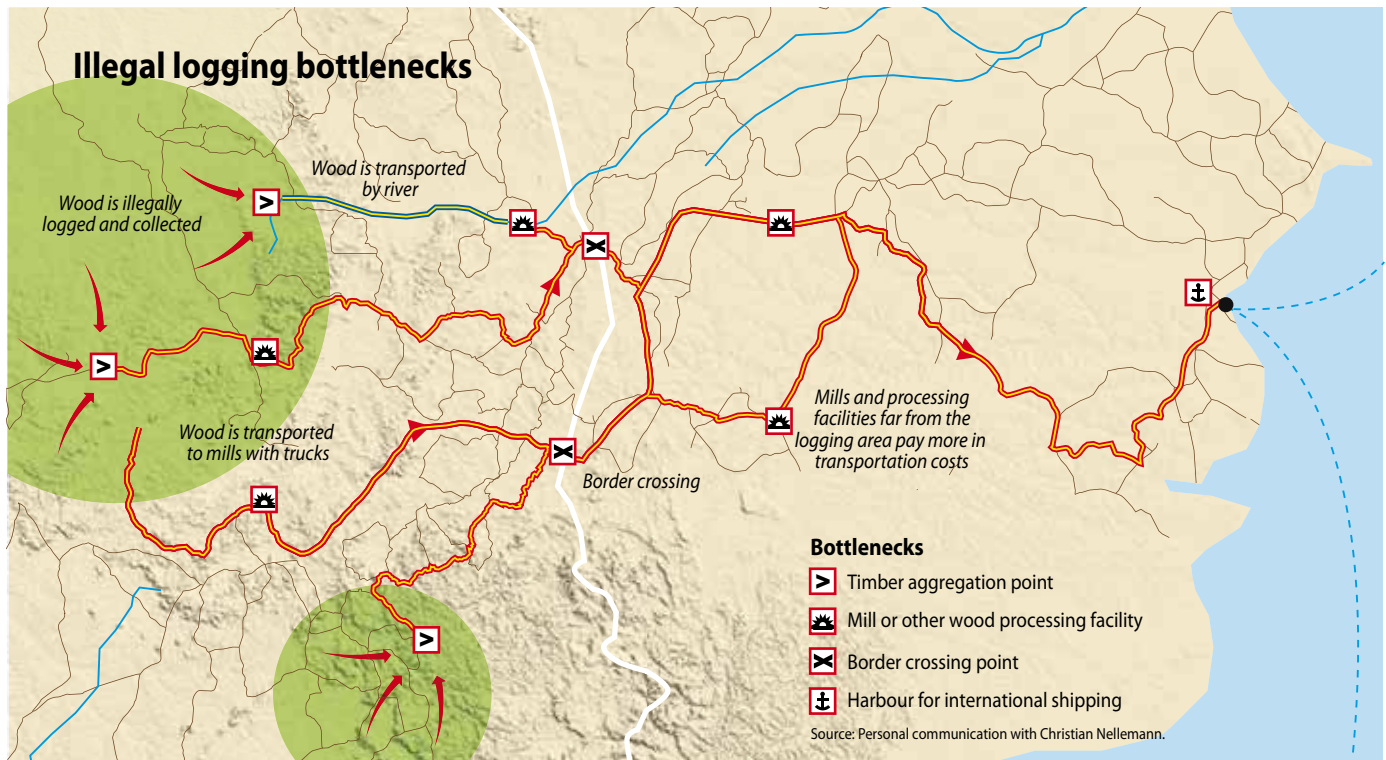 Illegal logging bottlenecks
Wood is transported
by river
Wood is illegally
logged and collected
Wood is transported
to mills with trucks
Mills and processing
facilities far from the
logging area pay more in
transportation costs
Border crossing
Bottlenecks
Timber aggregation point
Mill or other wood processing facility
Border crossing point
Harbour for international shipping
Source: Personal communication with Christian Nellemann.